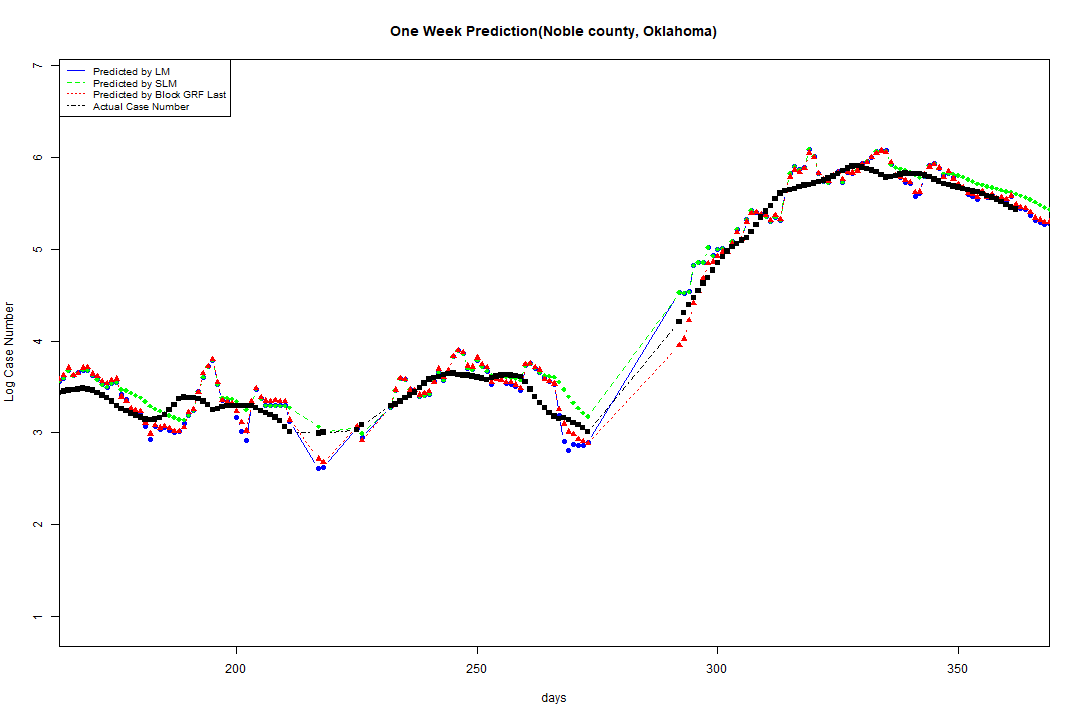 One Week Prediction(Noble county, Oklahoma)
Predicted by LM
Predicted by SLM
Predicted by Block GRF Last
Actual Case Number
Log Case Number
7
6
5
4
3
2
1
200
250
300
350
days